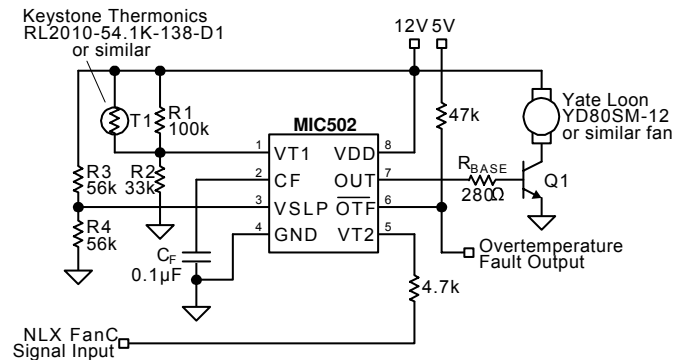 Keystone Thermonics
RL2010-54.1K-138-D1
or similar
12V 5V
T1
R1
100k
47k
Yate Loon
YD80SM-12
or similar fan
MIC502
R3
56k
R2
33k
1 VT1 VDD 8
2 CF OUT 7
3 VSLP OTF 6
4 GND VT2 5
RBASE
280Ω
Q1
R4
56k
CF
0.1µF
Overtemperature
Fault Output
4.7k
NLX FanC
Signal Input